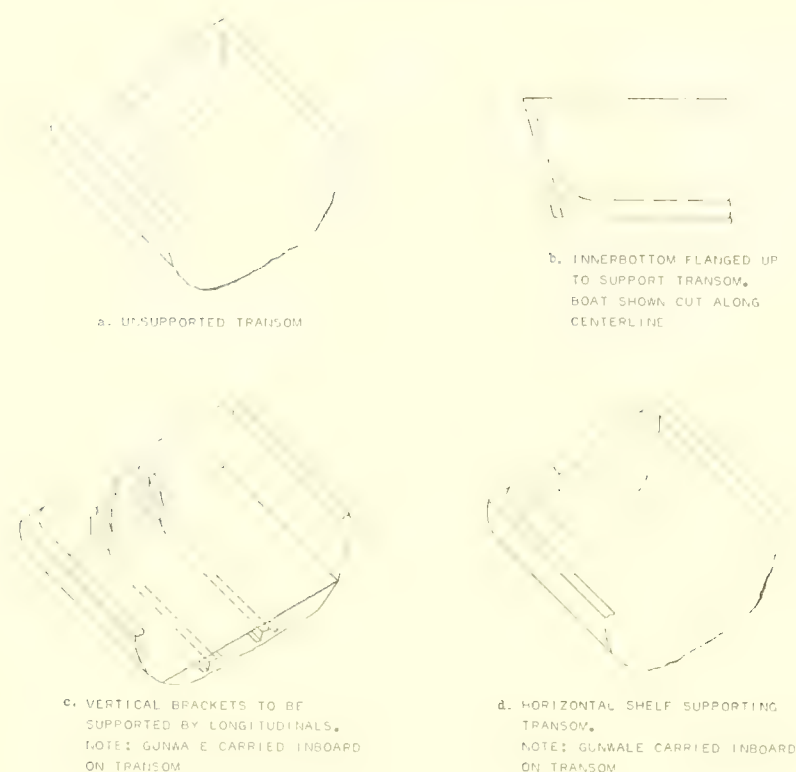 a. UNSUPPORTED TRANSOM
b. INNERBOTTOM FLANGED UP
TO SUPPORT TRANSOM.
BOAT SHOWN CUT ALONG
CENTERLINE
c. VERTICAL BRACKETS TO BE
SUPPORTED BY LONGITUDINALS.
NOTE: GUNWA E CARRIED INBOARD
ON TRANSOM
d. HORIZONTAL SHELF SUPPORTING
TRANSOM.
NOTE: GUNWALE CARRIED INBOARD
ON TRANSOM